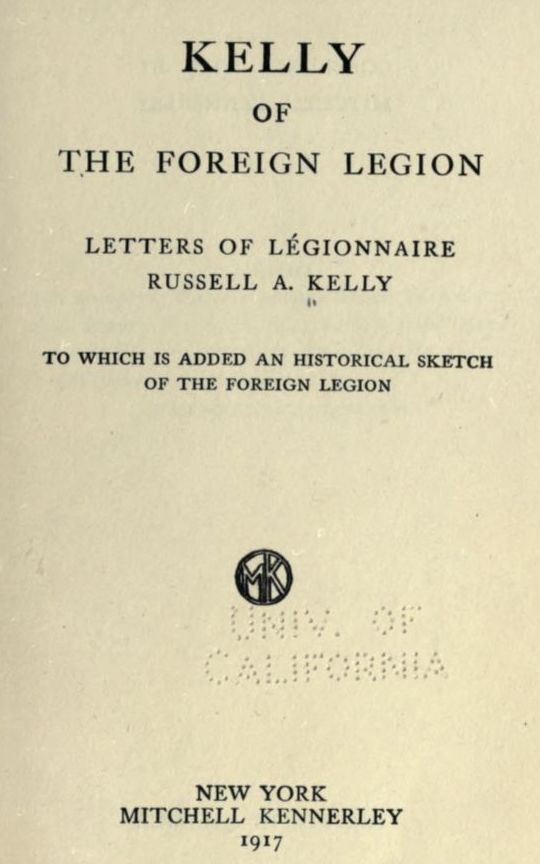 KELLY
OF
THE FOREIGN LEGION
LETTERS OF LÉGIONNAIRE
RUSSELL A. KELLY
TO WHICH IS ADDED AN HISTORICAL SKETCH
OF THE FOREIGN LEGION
MK
UNIV. OF
CALIFORNIA
NEW YORK
MITCHELL KENNERLEY
1917